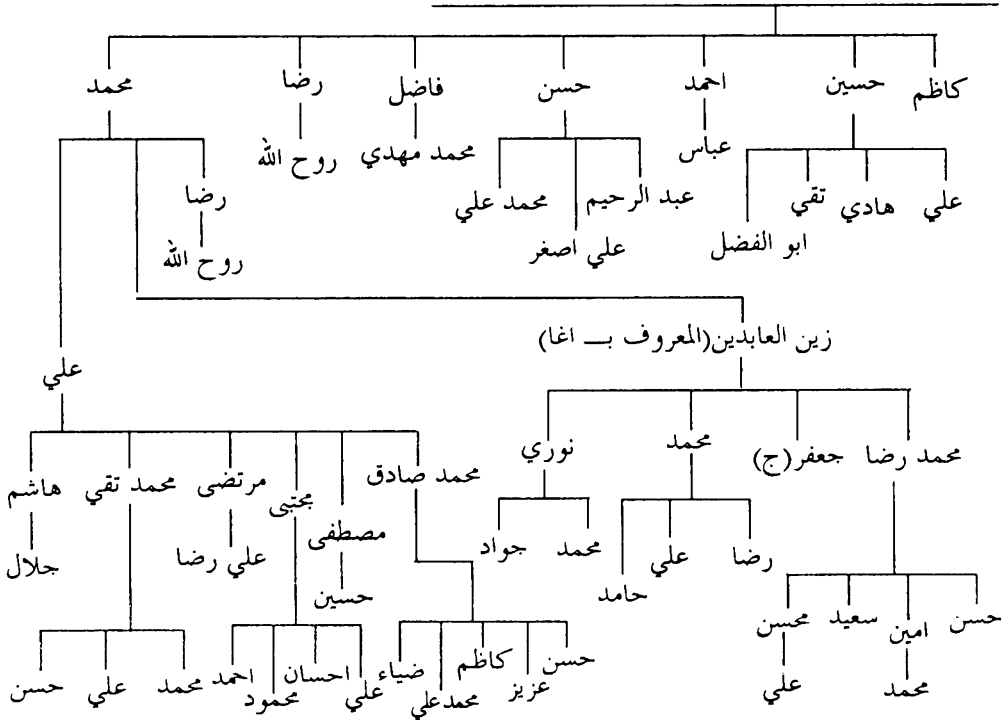 كاظم حسين احمد حسن فاضل رضا محمد
عباس محمد مهدي روح الله
علي هادي تقي ابو الفضل عبد الرحيم علي اصغر محمد علي رضا
روح الله
زين العابدين (المعروف بـ اغا)
علي
محمد رضا جعفر (ج) محمد نوري
محمد صادق مصطفى مجتبى مرتضى محمد تقي هاشم
رضا علي حامد محمد جواد
حسين علي رضا جلال
حسن امين سعيد محسن
محمد علي
حسن عزيز كاظم محمد علي ضياء علي احسان محمود احمد محمد علي حسن